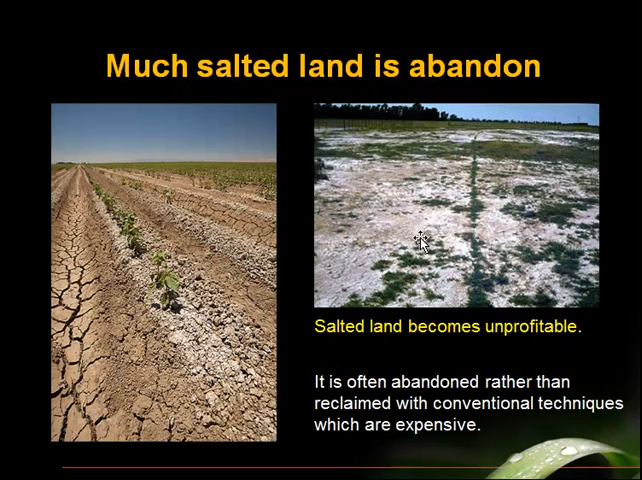 Much salted land is abandon
Salted land becomes unprofitable.
It is often abandoned rather than
reclaimed with conventional techniques
which are expensive.